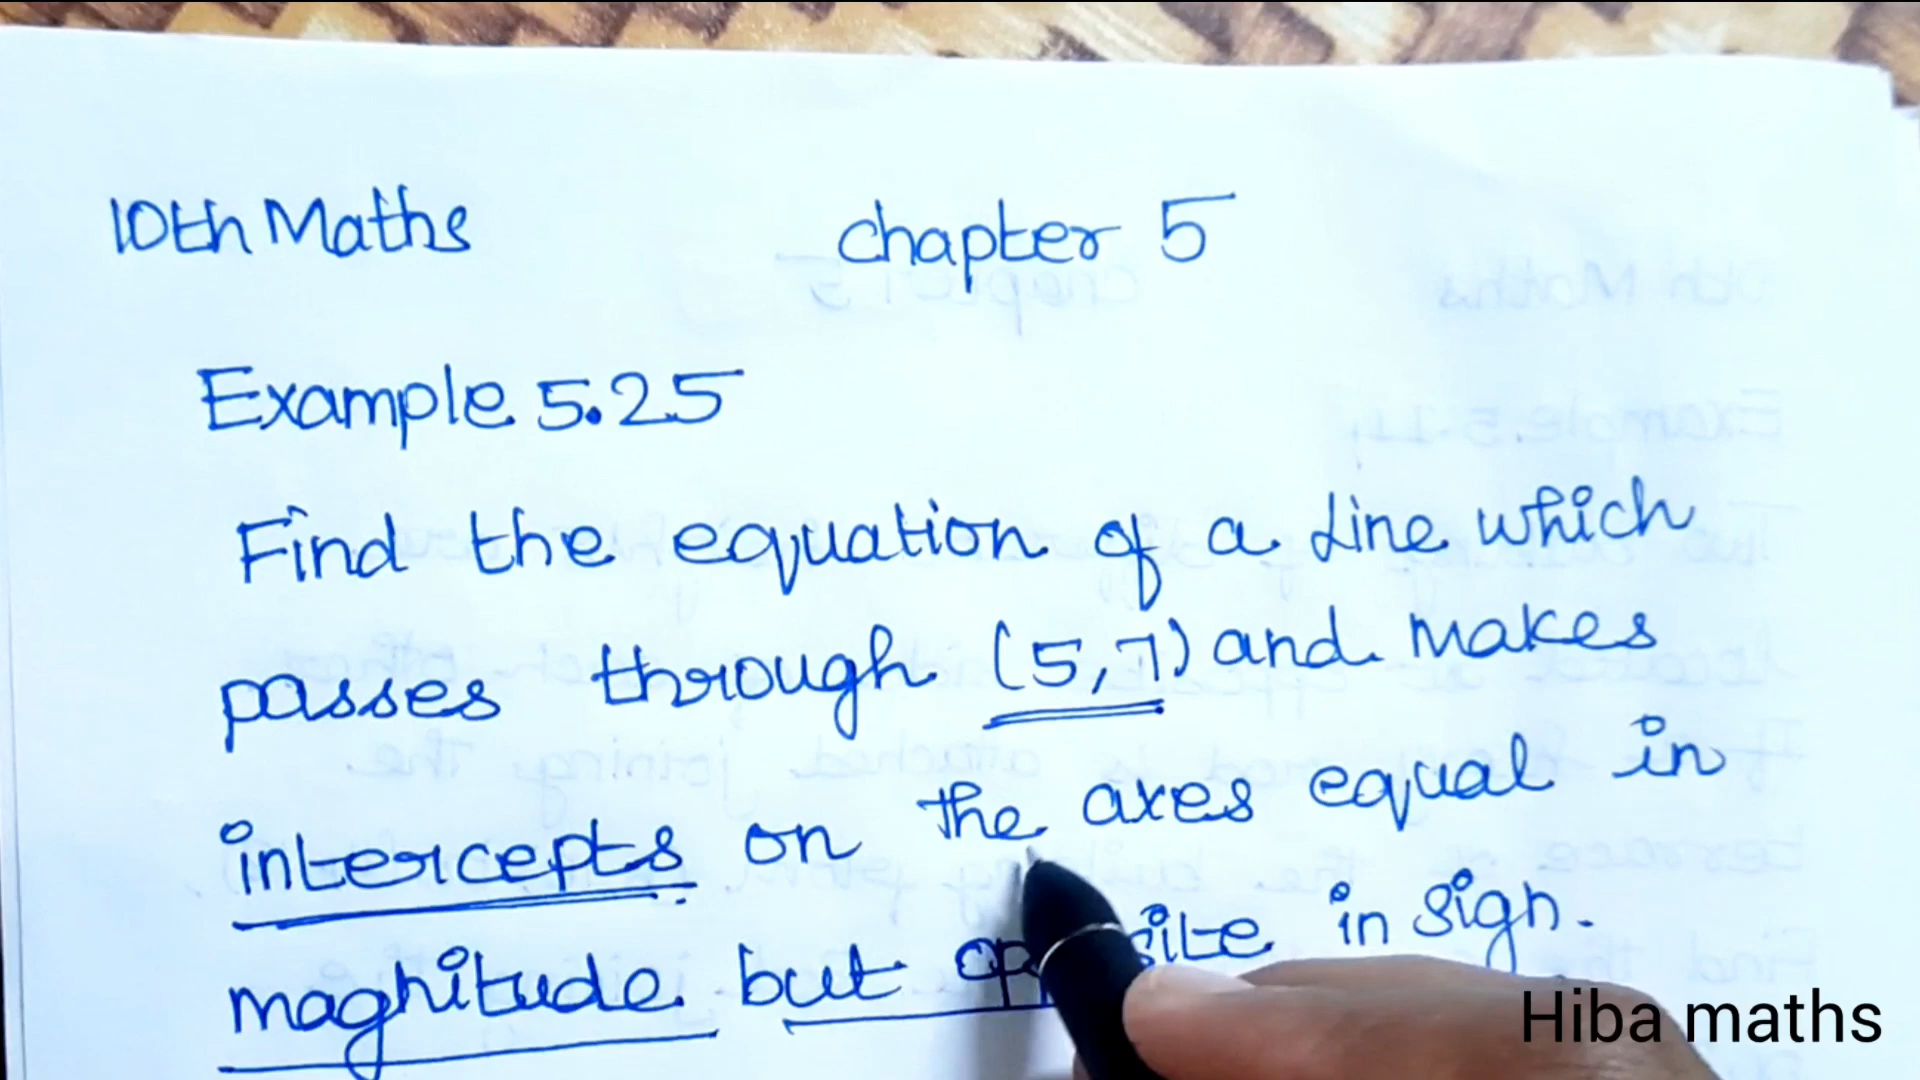 10th Maths chapter 5
Example 5.25
Find the equation of a line which
passes through (5,7) and makes
intercepts on the axes equal in
magnitude but in sign.
Hiba maths